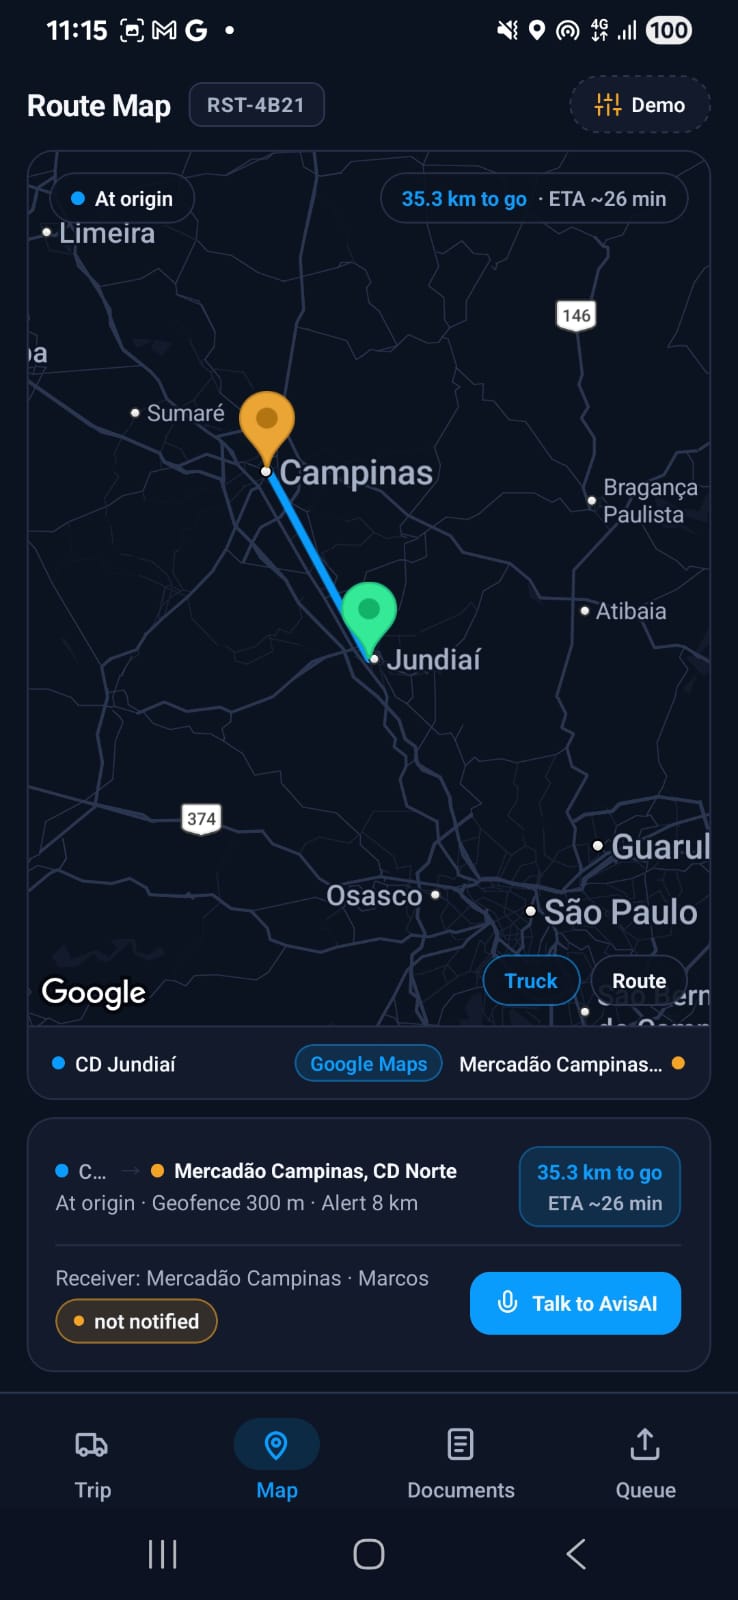 11:15
4G
100
Route Map
RST-4B21
Demo
At origin
35.3 km to go · ETA ~26 min
Limeira
146
Sumaré
Campinas
Bragança
Paulista
Atibaia
Jundiaí
374
Guarul
Osasco
São Paulo
Google
Truck
Route
CD Jundiaí
Google Maps
Mercadão Campinas...
C... → Mercadão Campinas, CD Norte
35.3 km to go
At origin · Geofence 300 m · Alert 8 km
ETA ~26 min
Receiver: Mercadão Campinas · Marcos
not notified
Talk to AvisAI
Trip
Map
Documents
Queue